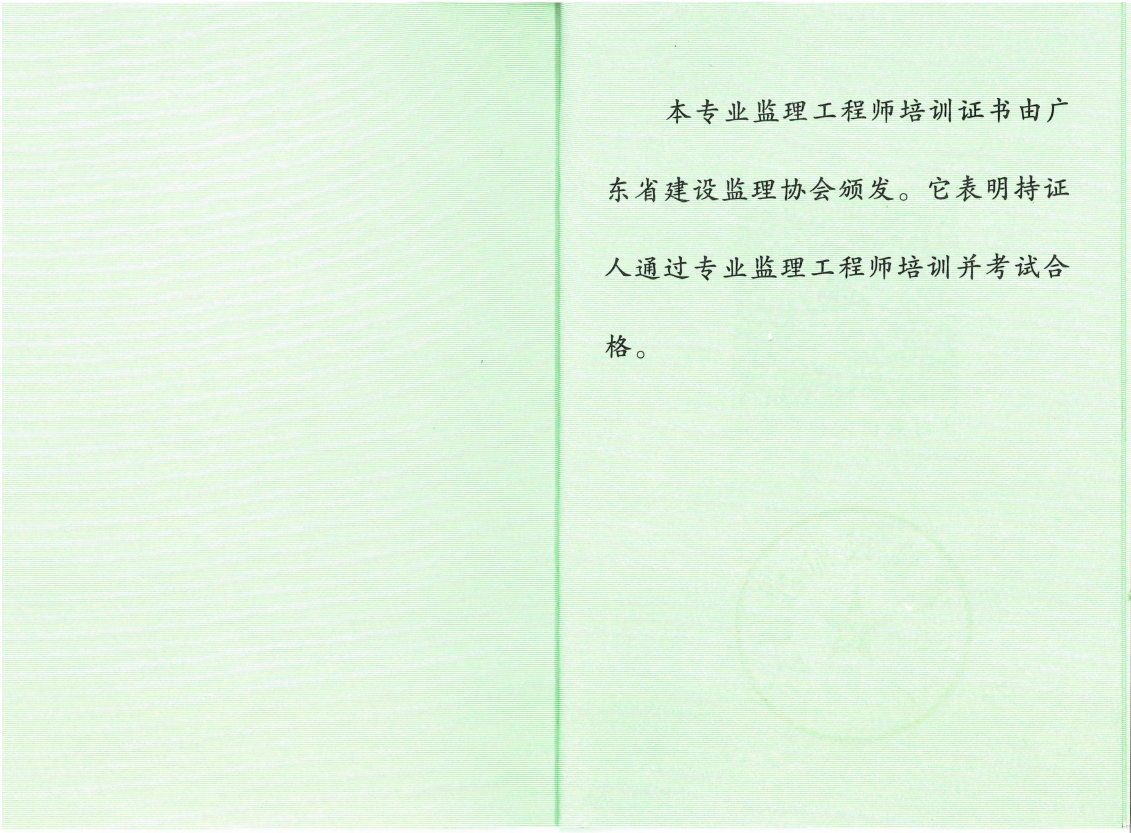 本专业监理工程师培训证书由广
东省建设监理协会颁发。它表明持证
人通过专业监理工程师培训并考试合
格。